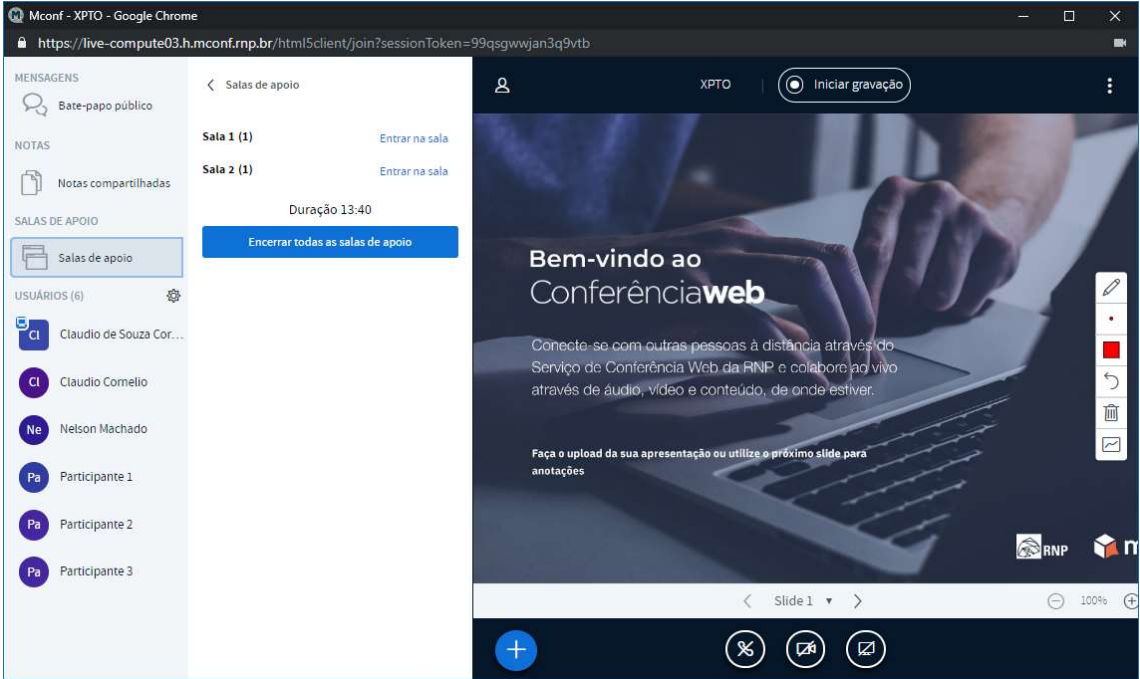 Mconf - XPTO - Google Chrome
https://live-compute03.h.mconf.rnp.br/html5client/join?sessionToken=99qsgwwjan3q9vtb
MENSAGENS
Bate-papo público
NOTAS
Notas compartilhadas
SALAS DE APOIO
Salas de apoio
USUÁRIOS (6)
Cl Claudio de Souza Cor...
Cl Claudio Cornelio
Ne Nelson Machado
Pa Participante 1
Pa Participante 2
Pa Participante 3
Salas de apoio
Sala 1 (1) Entrar na sala
Sala 2 (1) Entrar na sala
Duração 13:40
Encerrar todas as salas de apoio
XPTO Iniciar gravação
Bem-vindo ao
Conferênciaweb
Conecte-se com outras pessoas à distância através do
Serviço de Conferência Web da RNP e colabore ao vivo
através de áudio, vídeo e conteúdo, de onde estiver.
Faça o upload da sua apresentação ou utilize o próximo slide para
anotações
RNP m
Slide 1 100%